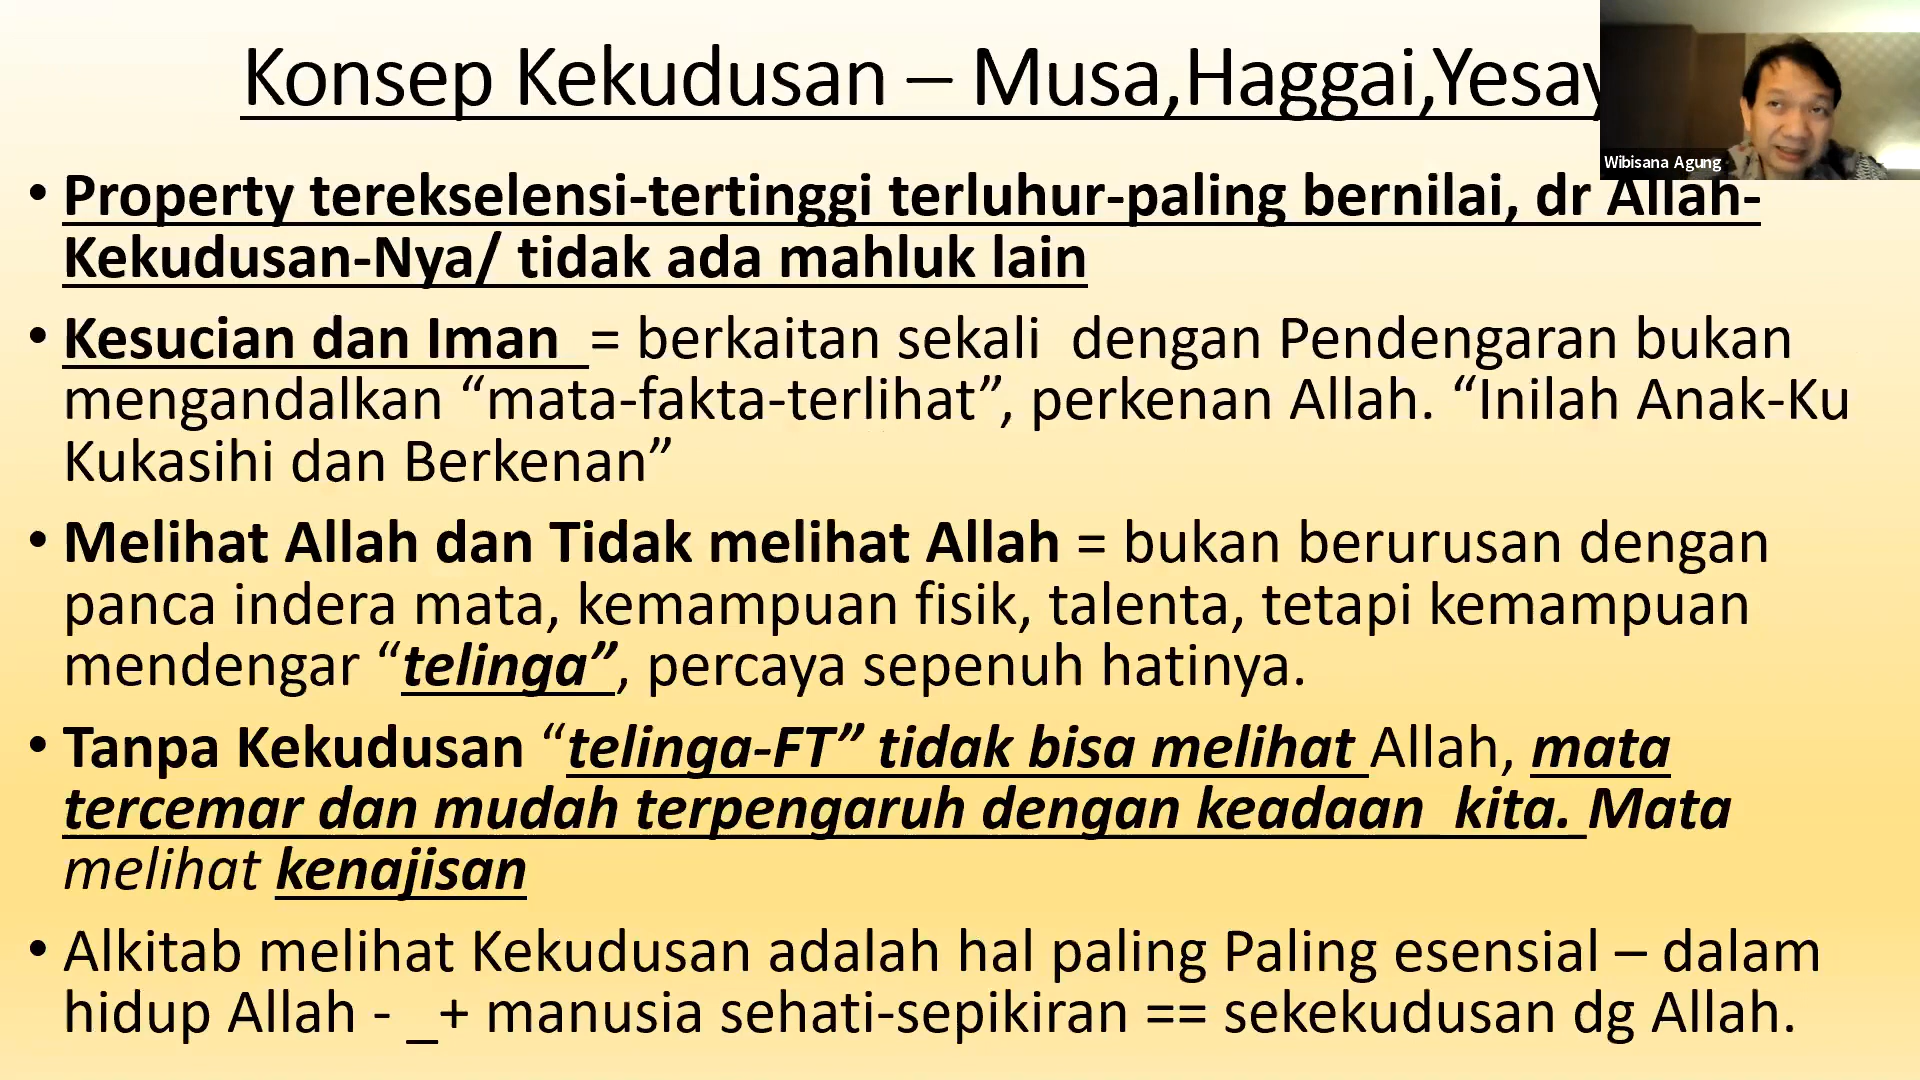 Konsep Kekudusan – Musa,Haggai,Yesay
Wibisana Agung
• Property terekselensi-tertinggi terluhur-paling bernilai, dr Allah-
Kekudusan-Nya/ tidak ada mahluk lain
• Kesucian dan Iman = berkaitan sekali dengan Pendengaran bukan
mengandalkan “mata-fakta-terlihat”, perkenan Allah. “Inilah Anak-Ku
Kukasihi dan Berkenan”
• Melihat Allah dan Tidak melihat Allah = bukan berurusan dengan
panca indera mata, kemampuan fisik, talenta, tetapi kemampuan
mendengar “telinga”, percaya sepenuh hatinya.
• Tanpa Kekudusan “telinga-FT” tidak bisa melihat Allah, mata
tercemar dan mudah terpengaruh dengan keadaan kita. Mata
melihat kenajisan
• Alkitab melihat Kekudusan adalah hal paling Paling esensial – dalam
hidup Allah - _+ manusia sehati-sepikiran == sekekudusan dg Allah.